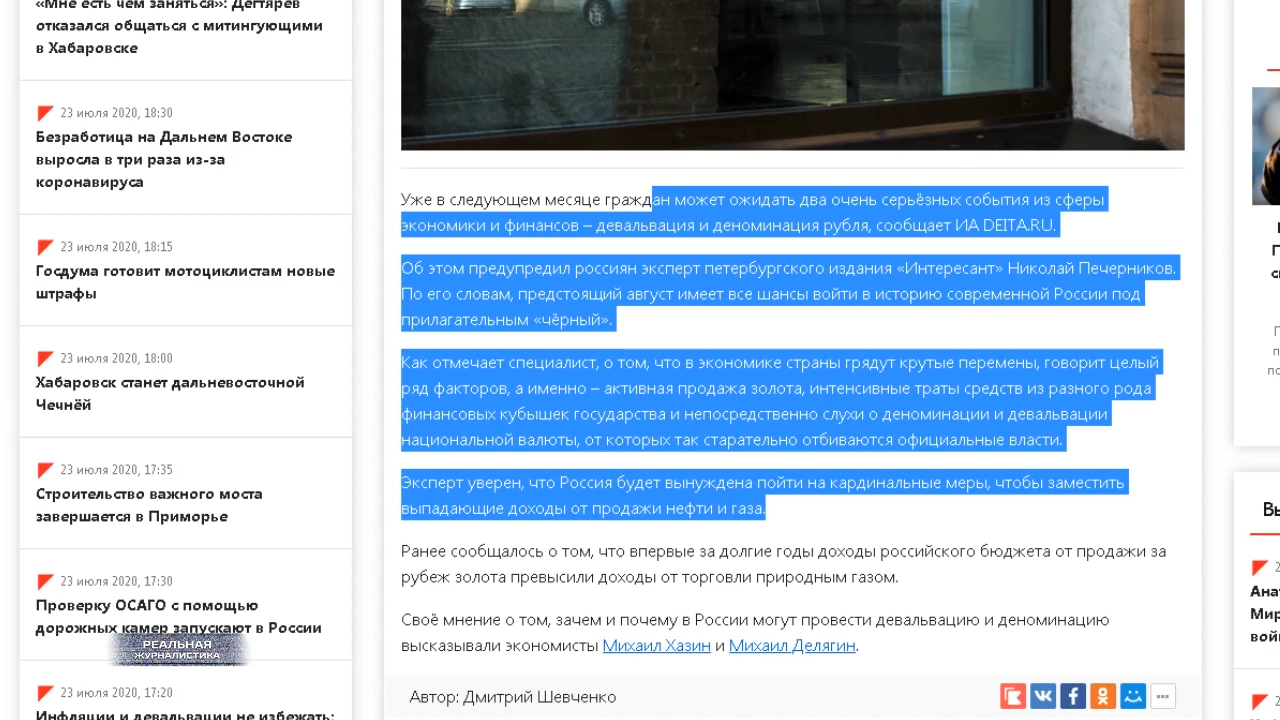 «Мне есть чем заняться»: Дегтярёв
отказался общаться с митингующими
в Хабаровске
23 июля 2020, 18:30
Безработица на Дальнем Востоке
выросла в три раза из-за
коронавируса
23 июля 2020, 18:15
Госдума готовит мотоциклистам новые
штрафы
23 июля 2020, 18:00
Хабаровск станет дальневосточной
Чечнёй
23 июля 2020, 17:35
Строительство важного моста
завершается в Приморье
23 июля 2020, 17:30
Проверку ОСАГО с помощью
дорожных камер запускают в России
РЕАЛЬНАЯ
ЖУРНАЛИСТИКА
23 июля 2020, 17:20
Инфляции и девальвации не избежать:
Уже в следующем месяце граждан может ожидать два очень серьёзных события из сферы
экономики и финансов – девальвация и деноминация рубля, сообщает ИА DEITA.RU.
Об этом предупредил россиян эксперт петербургского издания «Интересант» Николай Печерников.
По его словам, предстоящий август имеет все шансы войти в историю современной России под
прилагательным «чёрный».
Как отмечает специалист, о том, что в экономике страны грядут крутые перемены, говорит целый
ряд факторов, а именно – активная продажа золота, интенсивные траты средств из разного рода
финансовых кубышек государства и непосредственно слухи о деноминации и девальвации
национальной валюты, от которых так старательно отбиваются официальные власти.
Эксперт уверен, что Россия будет вынуждена пойти на кардинальные меры, чтобы заместить
выпадающие доходы от продажи нефти и газа.
Ранее сообщалось о том, что впервые за долгие годы доходы российского бюджета от продажи за
рубеж золота превысили доходы от торговли природным газом.
Своё мнение о том, зачем и почему в России могут провести девальвацию и деноминацию
высказывали экономисты Михаил Хазин и Михаил Делягин.
Автор: Дмитрий Шевченко